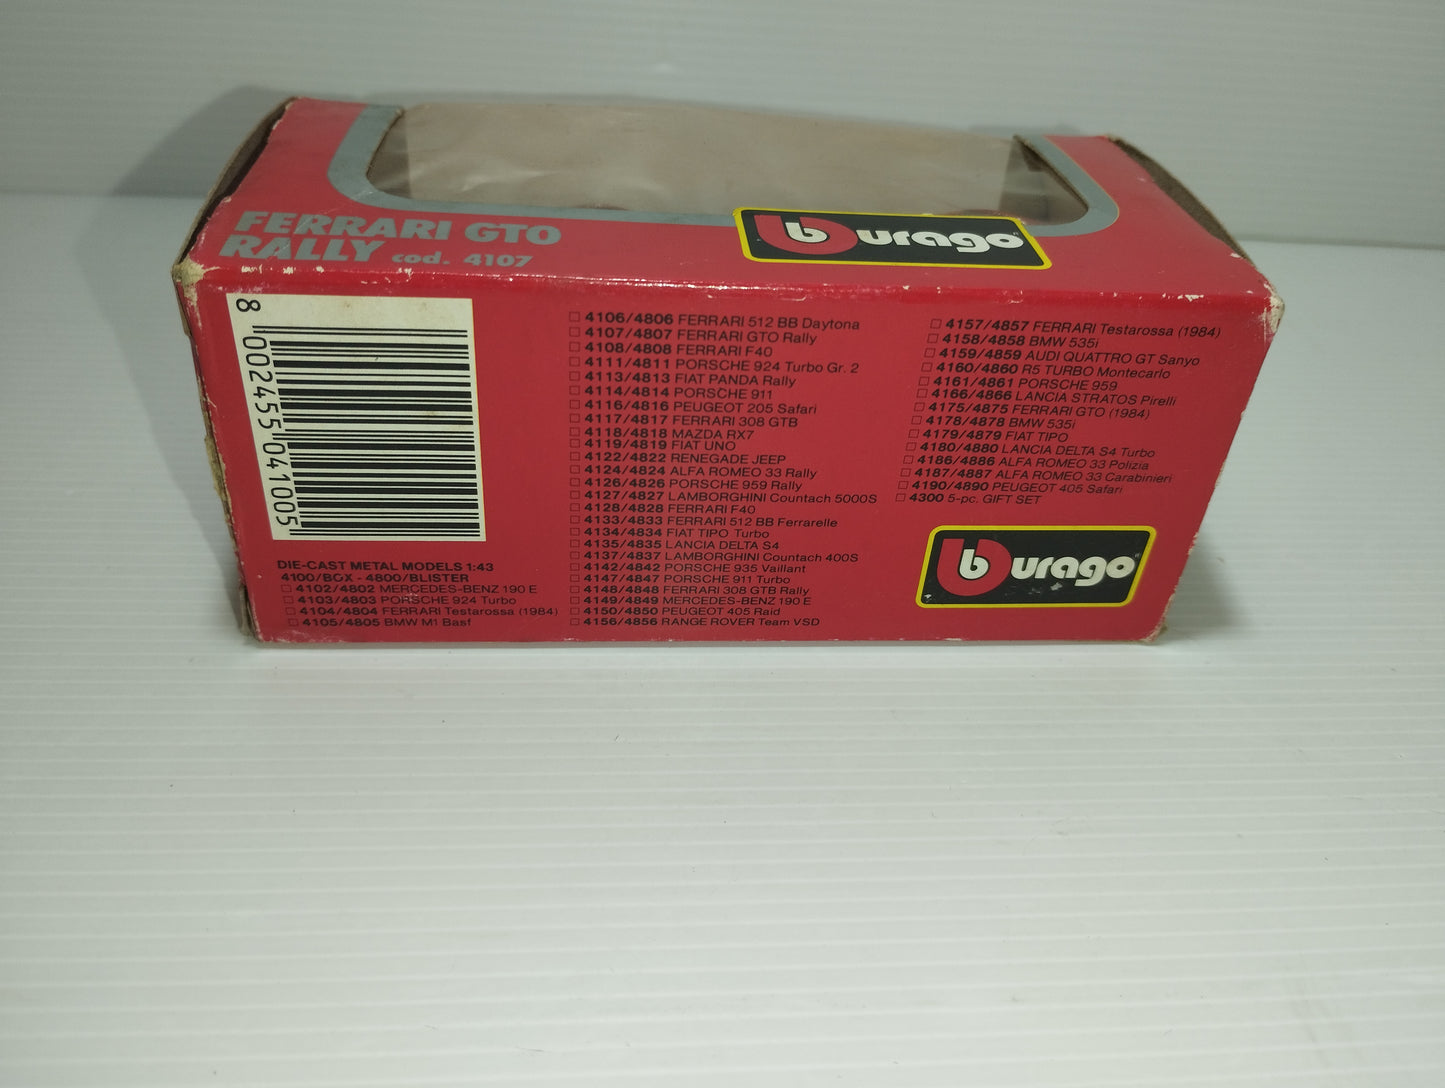 FERRARI GTO
RALLY cod. 4107
burago
8 002455 041005
DIE-CAST METAL MODELS 1:43
4100/BOX - 4800/BLISTER
4102/4802 MERCEDES-BENZ 190 E
4103/4803 PORSCHE 924 Turbo
4104/4804 FERRARI Testarossa (1984)
4105/4805 BMW M1 Basf
4106/4806 FERRARI 512 BB Daytona
4107/4807 FERRARI GTO Rally
4108/4808 FERRARI F40
4111/4811 PORSCHE 924 Turbo Gr. 2
4113/4813 FIAT PANDA Rally
4114/4814 PORSCHE 911
4116/4816 PEUGEOT 205 Safari
4117/4817 FERRARI 308 GTB
4118/4818 MAZDA RX7
4119/4819 FIAT UNO
4122/4822 RENEGADE JEEP
4124/4824 ALFA ROMEO 33 Rally
4126/4826 PORSCHE 959 Rally
4127/4827 LAMBORGHINI Countach 5000S
4128/4828 FERRARI F40
4133/4833 FERRARI 512 BB Ferrarelle
4134/4834 FIAT TIPO Turbo
4135/4835 LANCIA DELTA S4
4137/4837 LAMBORGHINI Countach 400S
4142/4842 PORSCHE 935 Vaillant
4147/4847 PORSCHE 911 Turbo
4148/4848 FERRARI 308 GTB Rally
4149/4849 MERCEDES-BENZ 190 E
4150/4850 PEUGEOT 405 Raid
4156/4856 RANGE ROVER Team VSD
4157/4857 FERRARI Testarossa (1984)
4158/4858 BMW 535i
4159/4859 AUDI QUATTRO GT Sanyo
4160/4860 R5 TURBO Montecarlo
4161/4861 PORSCHE 959
4166/4866 LANCIA STRATOS Pirelli
4175/4875 FERRARI GTO (1984)
4178/4878 BMW 535i
4179/4879 FIAT TIPO
4180/4880 LANCIA DELTA S4 Turbo
4186/4886 ALFA ROMEO 33 Polizia
4187/4887 ALFA ROMEO 33 Carabinieri
4190/4890 PEUGEOT 405 Safari
4300 5-pc. GIFT SET
burago